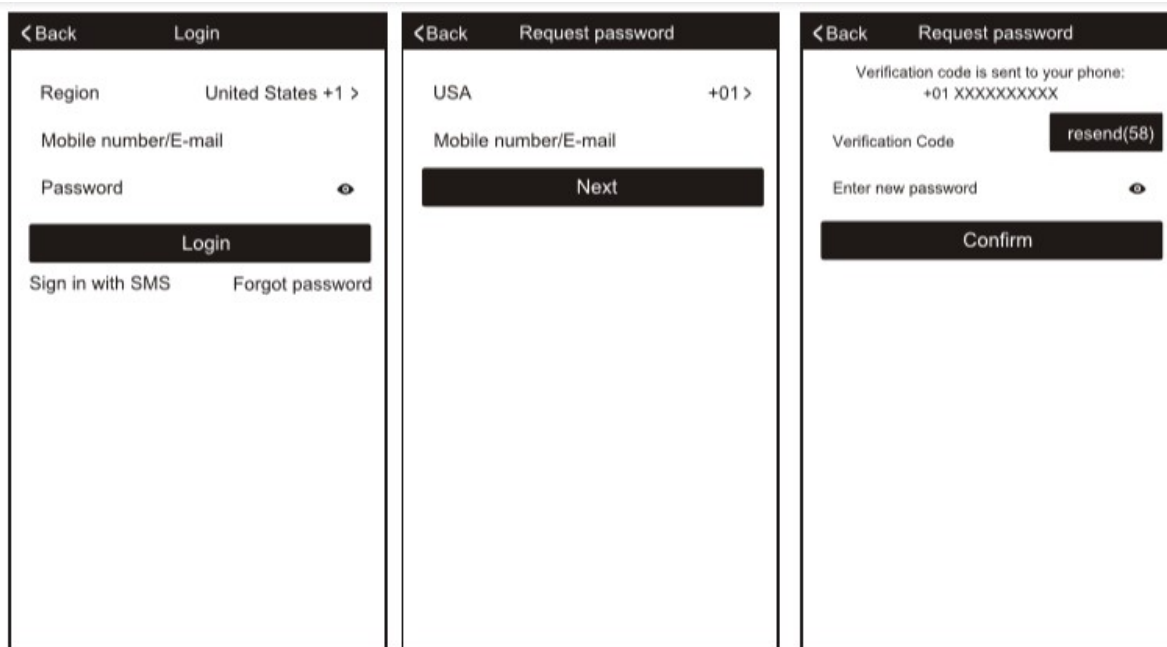 <Back Login
Region United States +1 >
Mobile number/E-mail
Password
Login
Sign in with SMS Forgot password
<Back Request password
USA +01 >
Mobile number/E-mail
Next
<Back Request password
Verification code is sent to your phone:
+01 XXXXXXXXXX
Verification Code resend(58)
Enter new password
Confirm